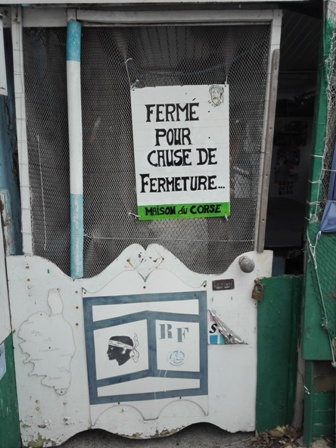 FERMÉ
POUR
CAUSE DE
FERMETURE...
MAISON du CORSE
RF
S